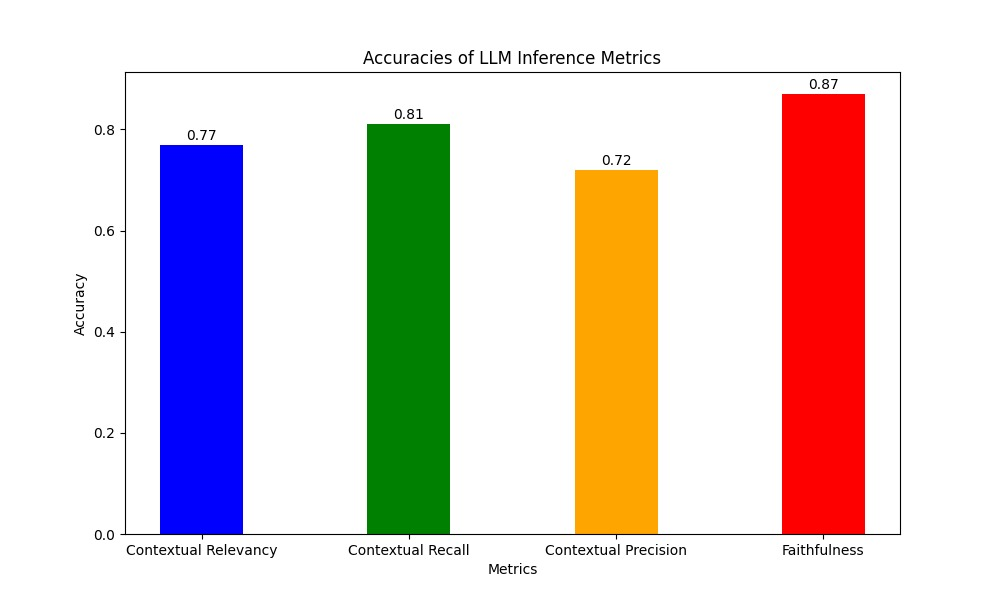 Accuracies of LLM Inference Metrics
0.87
0.81
0.77
0.72
0.8
0.6
0.4
0.2
0.0
Accuracy
Contextual Relevancy
Contextual Recall
Contextual Precision
Faithfulness
Metrics